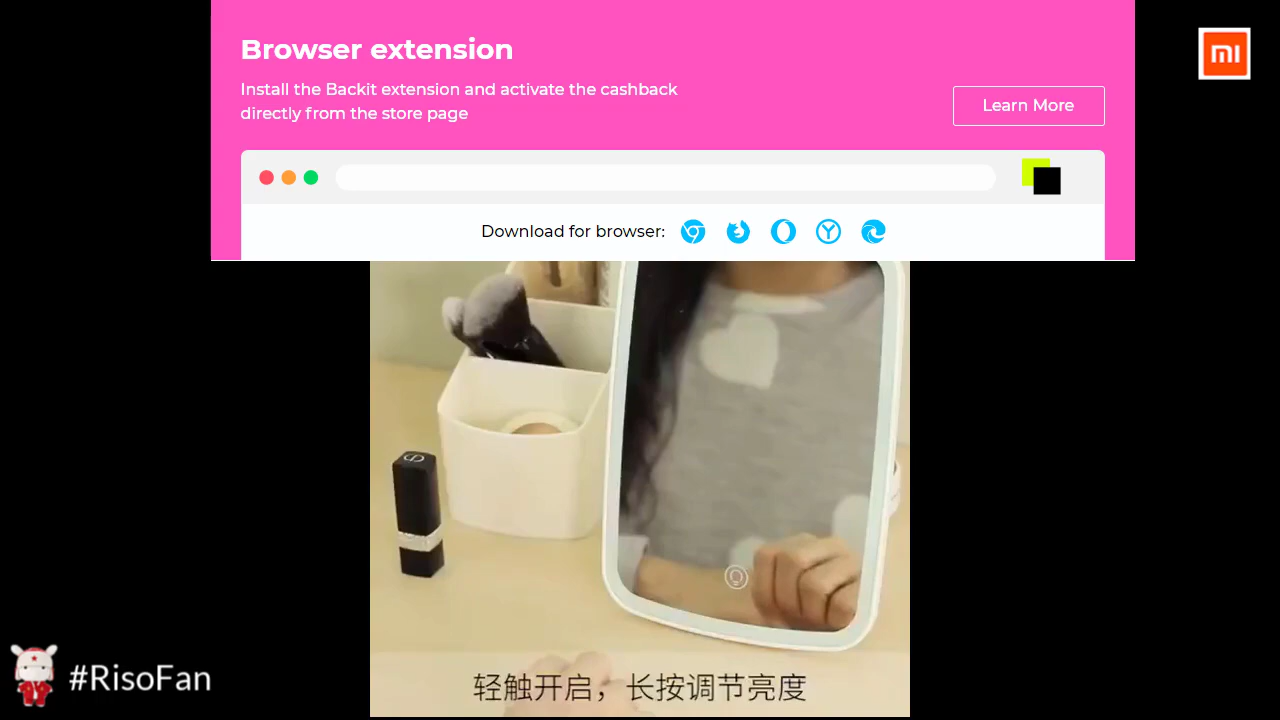 Browser extension
Install the Backit extension and activate the cashback
directly from the store page
Learn More
Download for browser:
轻触开启，长按调节亮度
#RisoFan